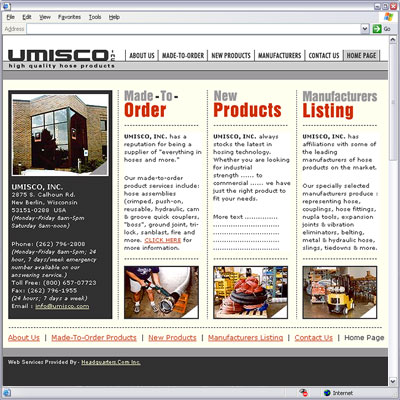 File Edit View Favorites Tools Help
Address Go
UMISCO INC
high quality hose products
ABOUT US | MADE-TO-ORDER | NEW PRODUCTS | MANUFACTURERS | CONTACT US | HOME PAGE
UMISCO, INC.
2875 S. Calhoun Rd.
New Berlin, Wisconsin
53151-0288 USA
(Monday-Friday 8am-5pm
Saturday 8am-noon)
Phone: (262) 796-2808
(Monday-Friday 8am-5pm; 24
hour, 7 days/week emergency
number available on our
answering service.)
Toll Free: (800) 657-07723
Fax: (262) 796-1955
(24 hours; 7 days a week)
Email : info@umisco.com
Made -To-
Order
UMISCO, INC. has a
reputation for being a
supplier of "everything in
hoses and more."
Our made-to-order
product services include:
hose assemblies
(crimped, push-on,
reusable, hydraulic, cam
& groove quick couplers,
"boss", ground joint, tri-
lock, sanblast, fire and
more. CLICK HERE for
more information.
New
Products
UMISCO, INC. always
stocks the latest in
hosing technology.
Whether you are looking
for industrial
strength ...... to
commercial ...... we have
just the right product to
fit your needs.
More text ................
................................
................................
................................
Manufacturers
Listing
UMISCO, INC. has
affiliations with some of
the leading
manufacturers of hose
products on the market.
Our specially selected
manufacturers produce :
representing hose,
couplings, hose fittings,
nupla tools, expansion
joints & vibration
eliminators, belting,
metal & hydraulic hose,
slings, tiedowns & more.
About Us | Made-To-Order Products | New Products | Manufacturers Listing | Contact Us | Home Page
Web Services Provided By - Headquarters.Com Inc.
Internet